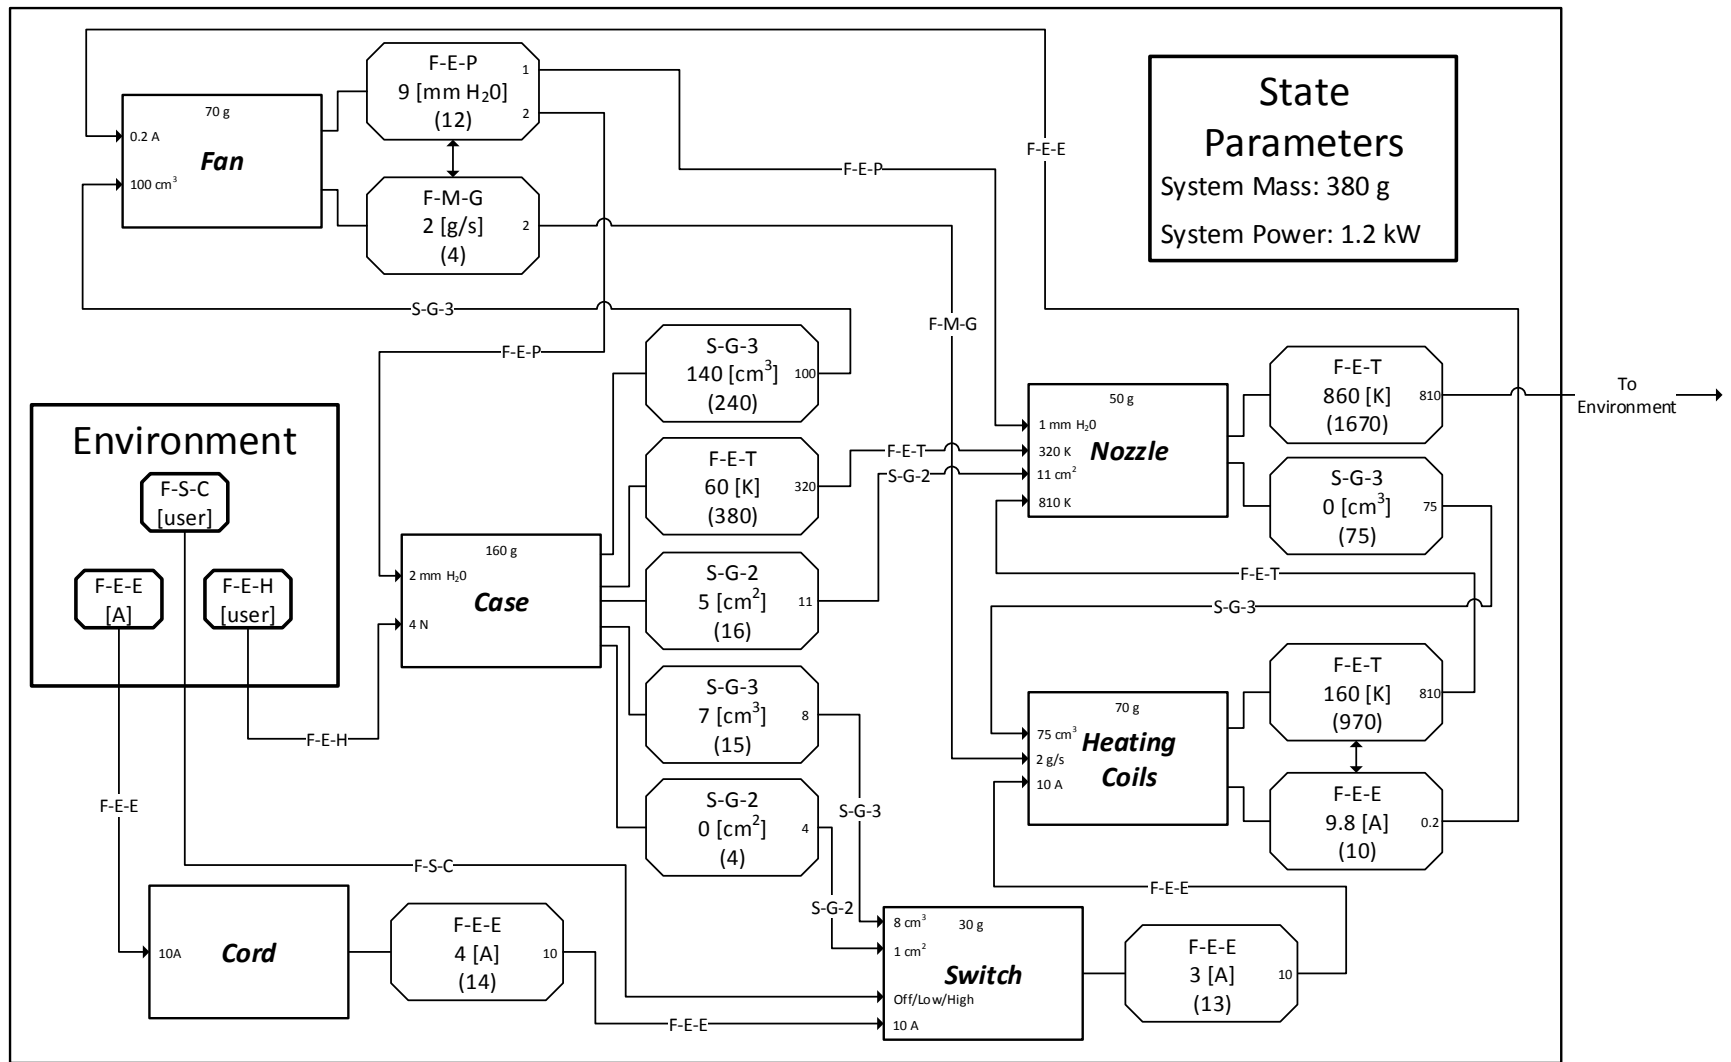 F-E-P
9 [mm H₂0]
(12)
1
2
70 g
0.2 A
Fan
100 cm³
F-M-G
2 [g/s]
(4)
2
F-E-P
F-E-E
State
Parameters
System Mass: 380 g
System Power: 1.2 kW
S-G-3
F-M-G
F-E-P
S-G-3
140 [cm³]
(240)
100
F-E-T
60 [K]
(380)
320
F-E-T
S-G-2
50 g
1 mm H₂0
320 K
Nozzle
11 cm²
810 K
F-E-T
860 [K]
(1670)
810
To
Environment
S-G-3
0 [cm³]
(75)
75
Environment
F-S-C
[user]
F-E-E
[A]
F-E-H
[user]
160 g
2 mm H₂0
Case
4 N
S-G-2
5 [cm²]
(16)
11
F-E-T
S-G-3
F-E-H
S-G-3
7 [cm³]
(15)
8
70 g
75 cm³
Heating
2 g/s
Coils
10 A
F-E-T
160 [K]
(970)
810
F-E-E
9.8 [A]
(10)
0.2
F-E-E
S-G-2
0 [cm²]
(4)
4
S-G-3
F-S-C
S-G-2
F-E-E
10A
Cord
F-E-E
4 [A]
(14)
10
F-E-E
8 cm³
30 g
1 cm²
Switch
Off/Low/High
10 A
F-E-E
3 [A]
(13)
10